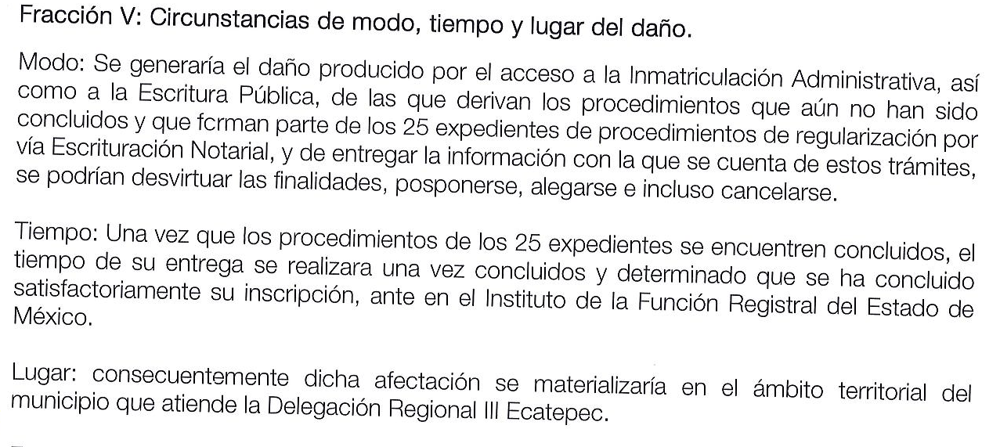 Fracción V: Circunstancias de modo, tiempo y lugar del daño.
Modo: Se generaría el daño producido por el acceso a la Inmatriculación Administrativa, así
como a la Escritura Pública, de las que derivan los procedimientos que aún no han sido
concluidos y que forman parte de los 25 expedientes de procedimientos de regularización por
vía Escrituración Notarial, y de entregar la información con la que se cuenta de estos trámites,
se podrían desvirtuar las finalidades, posponerse, alegarse e incluso cancelarse.
Tiempo: Una vez que los procedimientos de los 25 expedientes se encuentren concluidos, el
tiempo de su entrega se realizara una vez concluidos y determinado que se ha concluido
satisfactoriamente su inscripción, ante en el Instituto de la Función Registral del Estado de
México.
Lugar: consecuentemente dicha afectación se materializaría en el ámbito territorial del
municipio que atiende la Delegación Regional III Ecatepec.